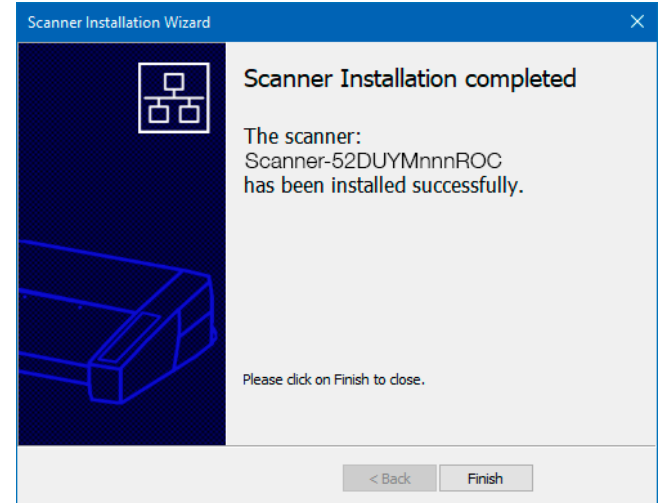 Scanner Installation Wizard
Scanner Installation completed
The scanner:
Scanner-52DUYMnnnROC
has been installed successfully.
Please click on Finish to close.
< Back
Finish